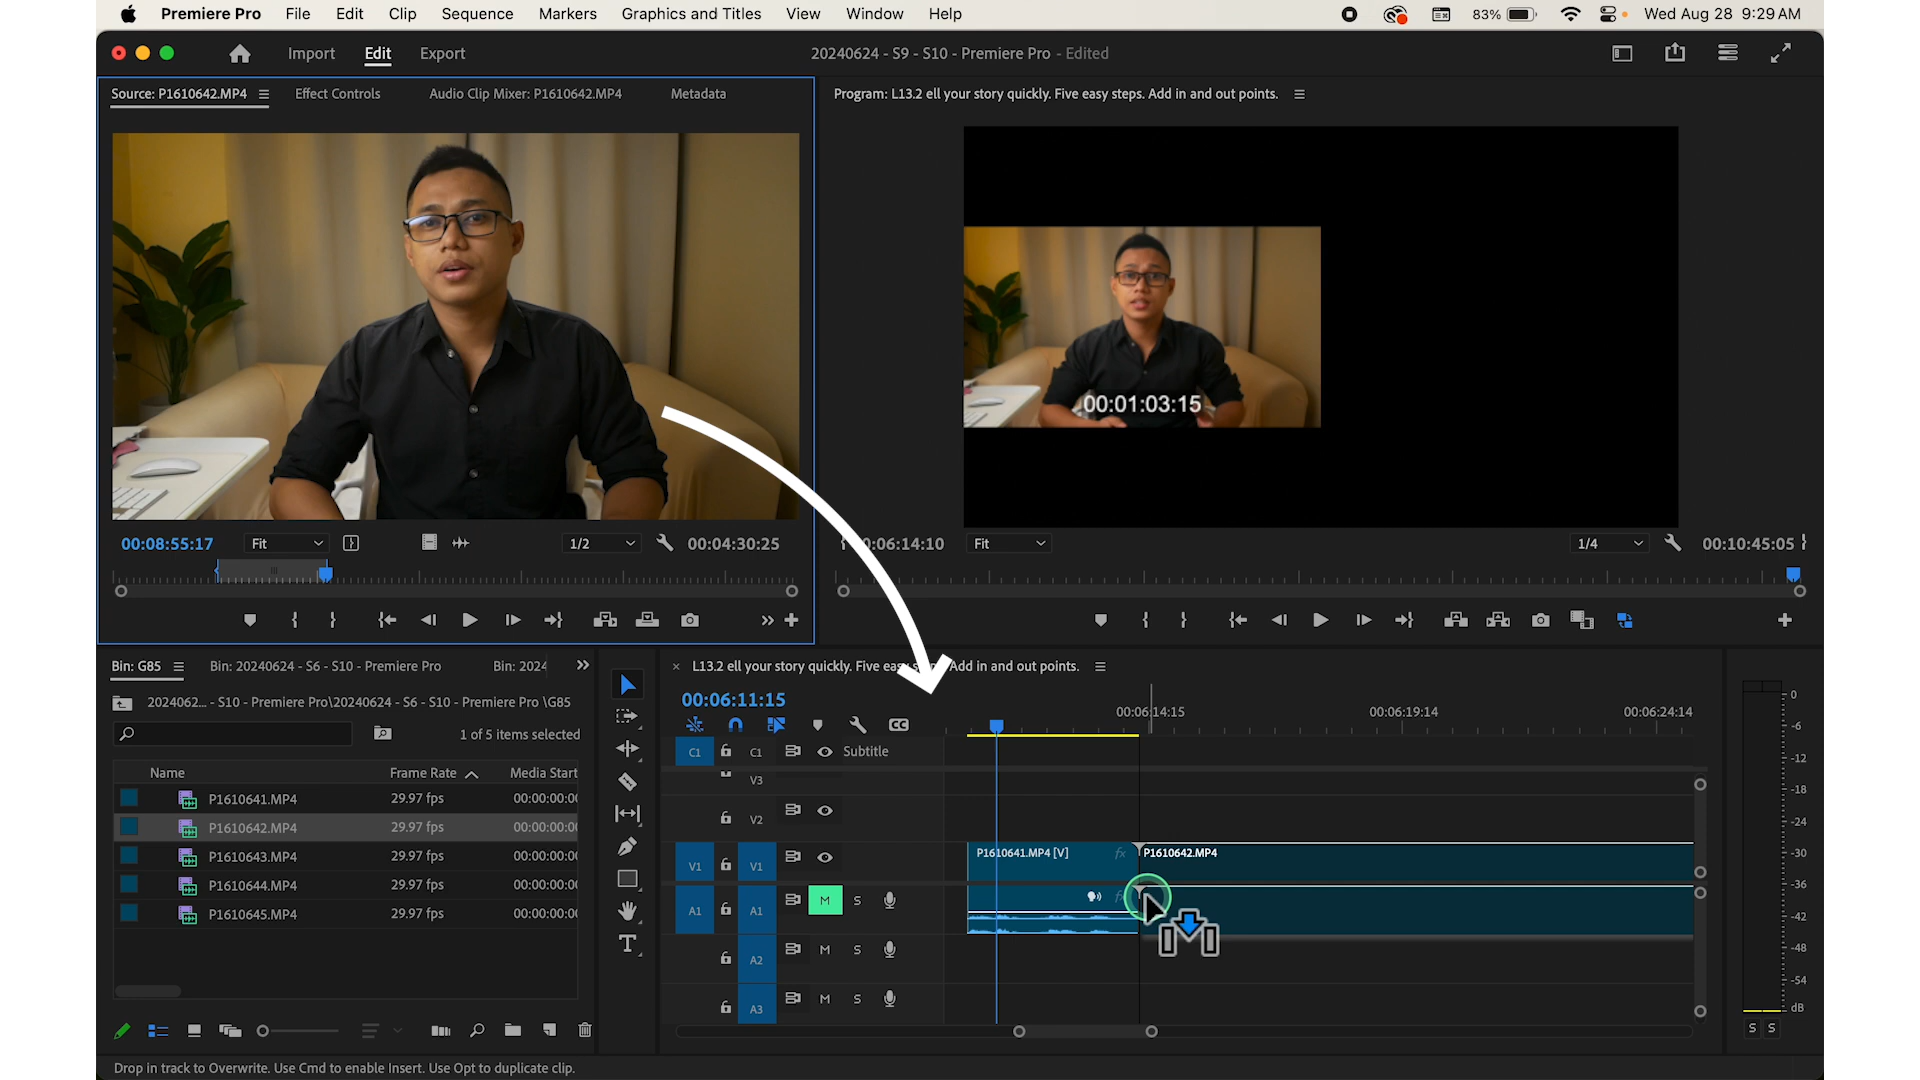 Premiere Pro File Edit Clip Sequence Markers Graphics and Titles View Window Help 83% Wed Aug 28 9:29 AM
Import Edit Export 20240624 - S9 - S10 - Premiere Pro - Edited
Source: P1610642.MP4 Effect Controls Audio Clip Mixer: P1610642.MP4 Metadata
Program: L13.2 ell your story quickly. Five easy steps. Add in and out points.
00:01:03:15
00:08:55:17 Fit 1/2 00:04:30:25
:06:14:10 Fit 1/4 00:10:45:05
Bin: G85 Bin: 20240624 - S6 - S10 - Premiere Pro Bin: 2024
L13.2 ell your story quickly. Five easy Add in and out points.
2024062... - S10 - Premiere Pro\20240624 - S6 - S10 - Premiere Pro \G85
1 of 5 items selected
Name Frame Rate Media Start
P1610641.MP4 29.97 fps 00:00:00:00
P1610642.MP4 29.97 fps 00:00:00:00
P1610643.MP4 29.97 fps 00:00:00:00
P1610644.MP4 29.97 fps 00:00:00:00
P1610645.MP4 29.97 fps 00:00:00:00
T
00:06:11:15
CC
00:06:14:15 00:06:19:14 00:06:24:14
C1 C1 Subtitle
V3
V2
V1 V1 P1610641.MP4 [V] fx P1610642.MP4
A1 A1 M S fx
A2 M S
A3 M S
0
-6
-12
-18
-24
-30
-36
-42
-48
-54
dB
S S
Drop in track to Overwrite. Use Cmd to enable Insert. Use Opt to duplicate clip.